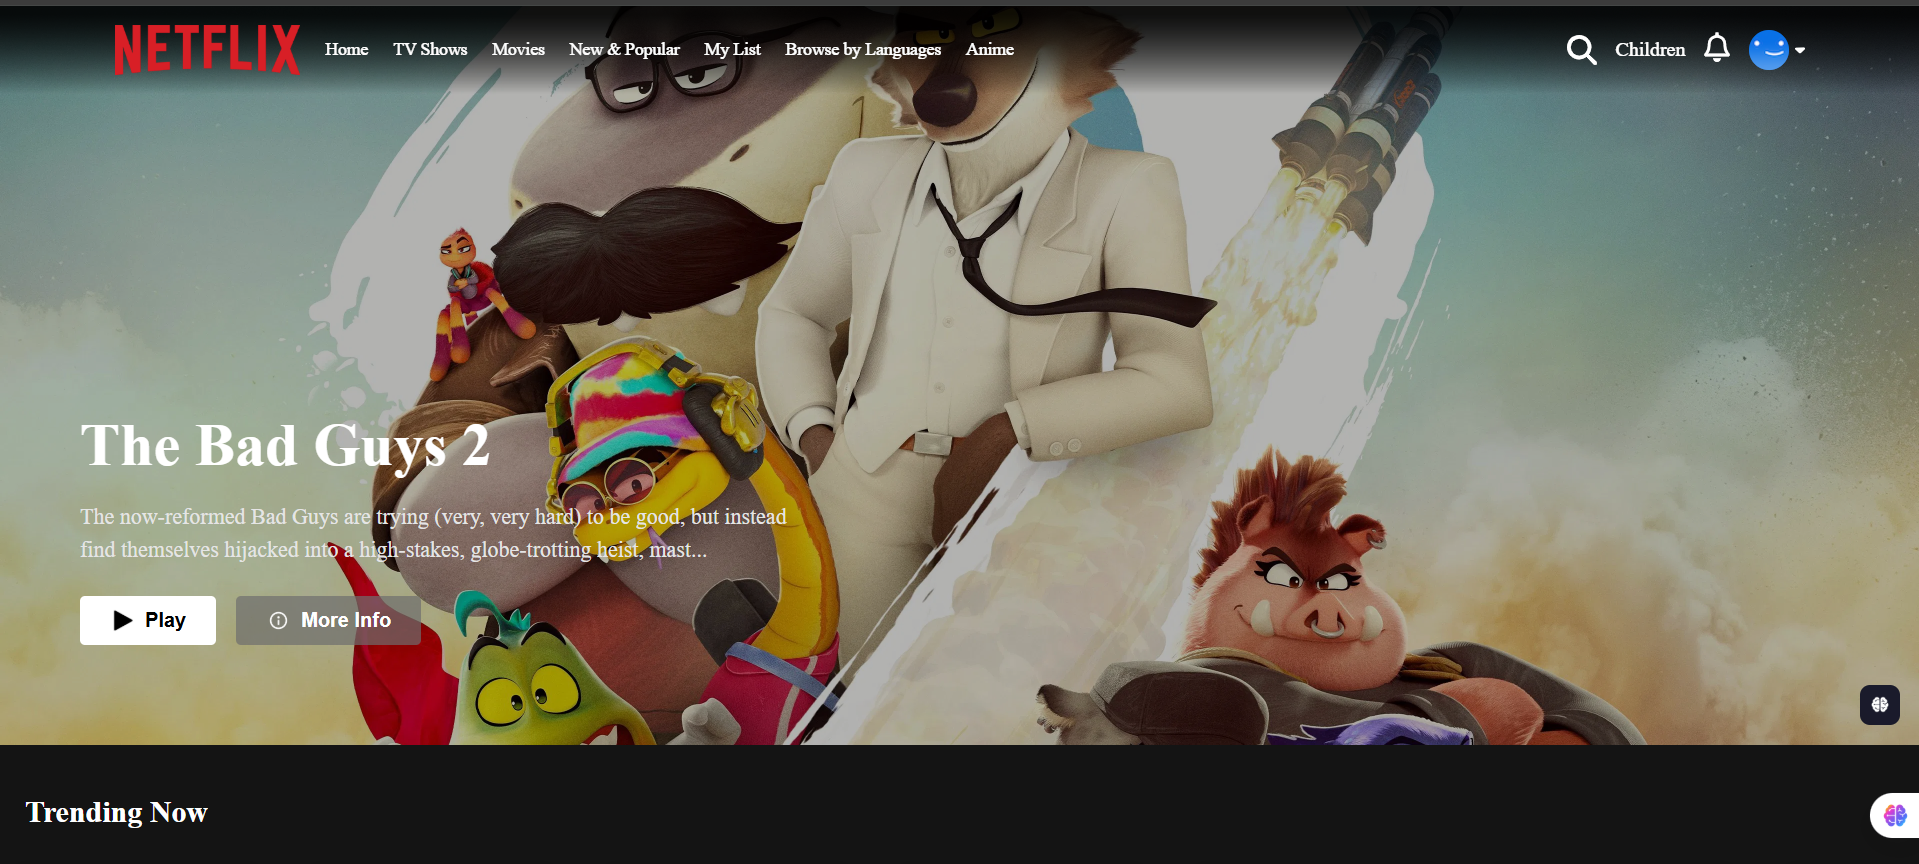 NETFLIX Home TV Shows Movies New & Popular My List Browse by Languages Anime Children
The Bad Guys 2
The now-reformed Bad Guys are trying (very, very hard) to be good, but instead
find themselves hijacked into a high-stakes, globe-trotting heist, mast...
Play More Info
Trending Now